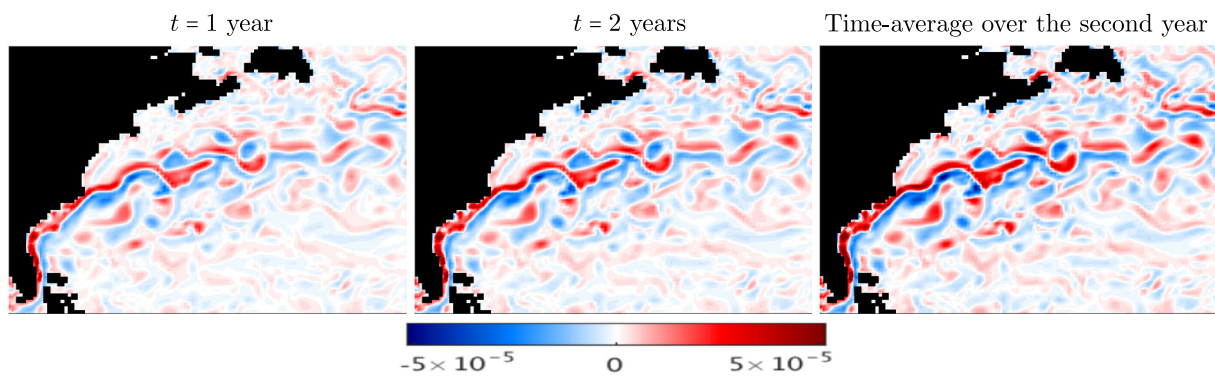 t = 1 year
t = 2 years
Time-average over the second year
-5×10⁻⁵ 0 5×10⁻⁵